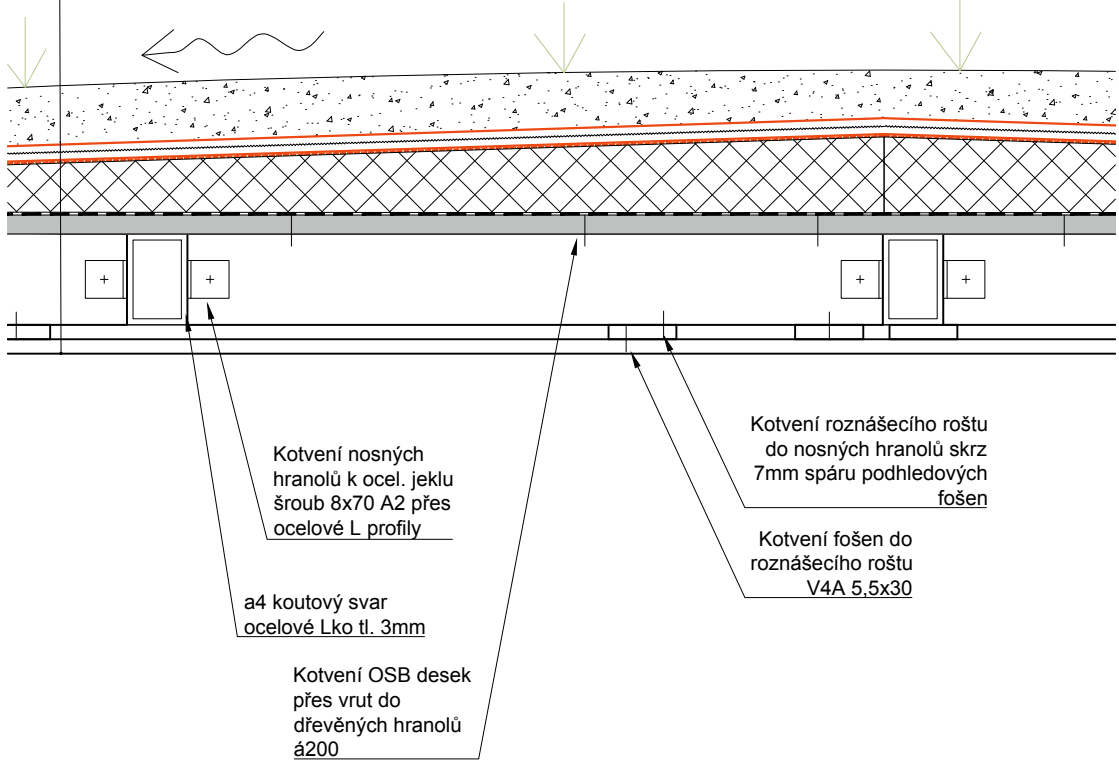 Kotvení nosných
hranolů k ocel. jeklu
šroub 8x70 A2 přes
ocelové L profily
a4 koutový svar
ocelové Lko tl. 3mm
Kotvení OSB desek
přes vrut do
dřevěných hranolů
á200
Kotvení roznášecího roštu
do nosných hranolů skrz
7mm spáru podhledových
fošen
Kotvení fošen do
roznášecího roštu
V4A 5,5x30